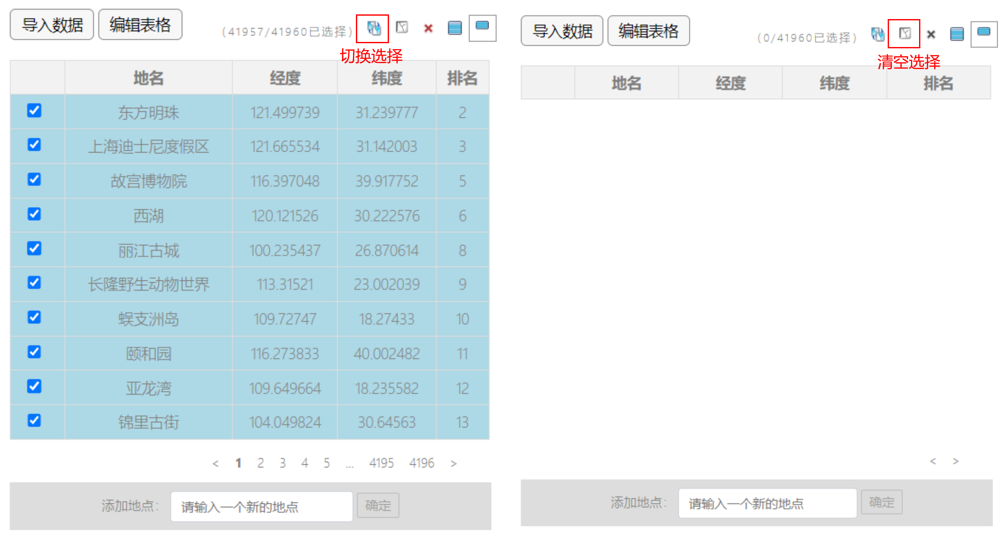 导入数据 编辑表格 (41957/41960已选择)
切换选择
地名 经度 纬度 排名
东方明珠 121.499739 31.239777 2
上海迪士尼度假区 121.665534 31.142003 3
故宫博物院 116.397048 39.917752 5
西湖 120.121526 30.222576 6
丽江古城 100.235437 26.870614 8
长隆野生动物世界 113.31521 23.002039 9
蜈支洲岛 109.72747 18.27433 10
颐和园 116.273833 40.002482 11
亚龙湾 109.649664 18.235582 12
锦里古街 104.049824 30.64563 13
< 1 2 3 4 5 ... 4195 4196 >
添加地点： 请输入一个新的地点 确定
导入数据 编辑表格 (0/41960已选择)
清空选择
地名 经度 纬度 排名
< >
添加地点： 请输入一个新的地点 确定